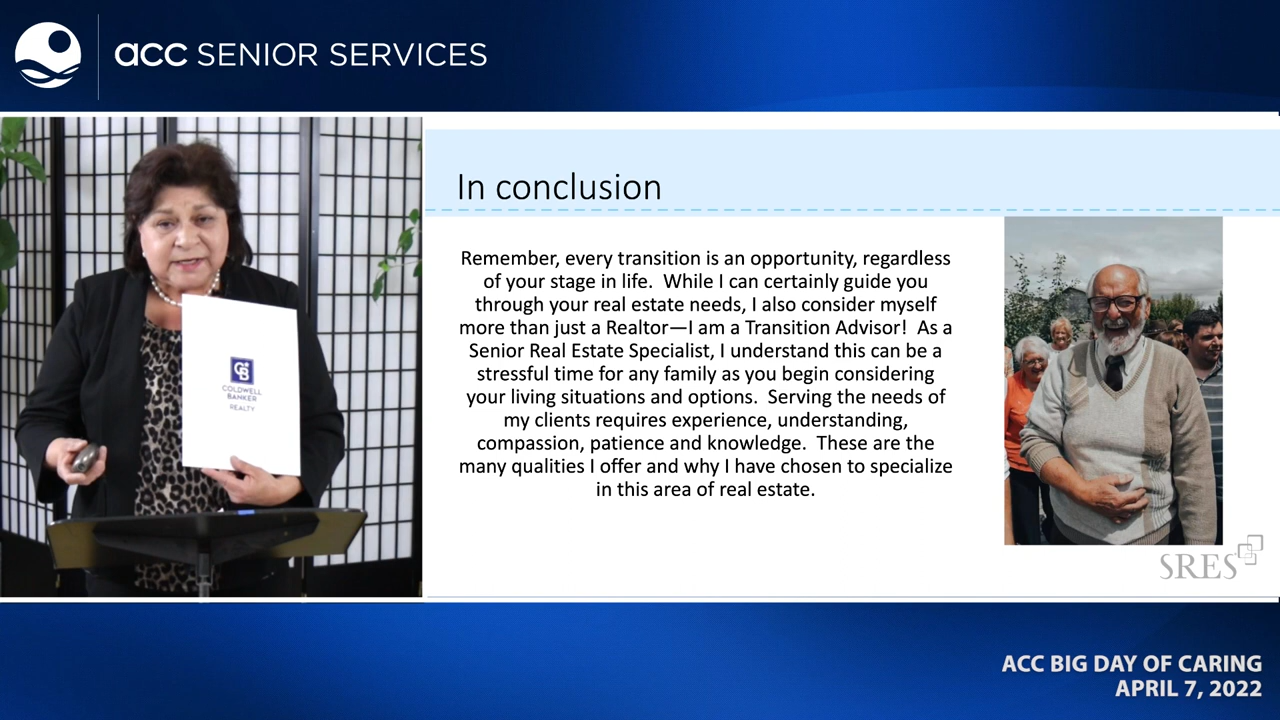 acc SENIOR SERVICES
In conclusion
Remember, every transition is an opportunity, regardless
of your stage in life.  While I can certainly guide you
through your real estate needs, I also consider myself
more than just a Realtor—I am a Transition Advisor!  As a
Senior Real Estate Specialist, I understand this can be a
stressful time for any family as you begin considering
your living situations and options.  Serving the needs of
my clients requires experience, understanding,
compassion, patience and knowledge.  These are the
many qualities I offer and why I have chosen to specialize
in this area of real estate.
CB
COLDWELL
BANKER
REALTY
SRES
ACC BIG DAY OF CARING
APRIL 7, 2022